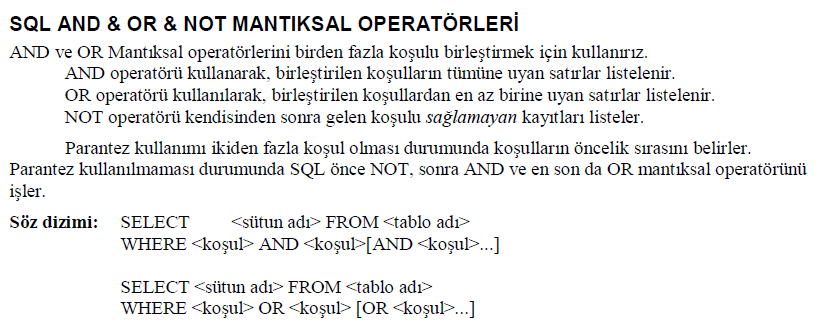 SQL AND & OR & NOT MANTIKSAL OPERATÖRLERİ
AND ve OR Mantıksal operatörlerini birden fazla koşulu birleştirmek için kullanırız.
AND operatörü kullanarak, birleştirilen koşulların tümüne uyan satırlar listelenir.
OR operatörü kullanılarak, birleştirilen koşullardan en az birine uyan satırlar listelenir.
NOT operatörü kendisinden sonra gelen koşulu sağlamayan kayıtları listeler.
Parantez kullanımı ikiden fazla koşul olması durumunda koşulların öncelik sırasını belirler.
Parantez kullanılmaması durumunda SQL önce NOT, sonra AND ve en son da OR mantıksal operatörünü
işler.
Söz dizimi: SELECT <sütun adı> FROM <tablo adı>
WHERE <koşul> AND <koşul>[AND <koşul>...]
SELECT <sütun adı> FROM <tablo adı>
WHERE <koşul> OR <koşul> [OR <koşul>...]